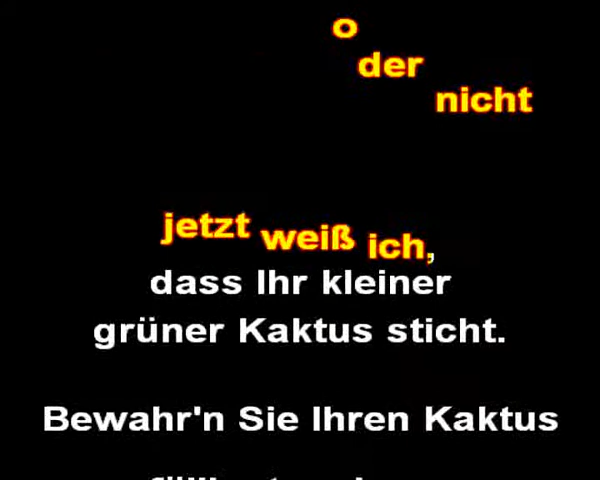 o
der
nicht
jetzt weiß ich,
dass Ihr kleiner
grüner Kaktus sticht.
Bewahr'n Sie Ihren Kaktus